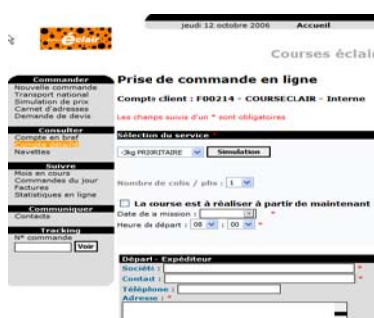 jeudi 12 octobre 2006 Accueil
éclair
Courses éclai
Commander
Nouvelle commande
Transport national
Simulation de prix
Carnet d'adresses
Demande de devis
Consulter
Compte en bref
Compte détaillé
Navettes
Suivre
Mois en cours
Commandes du jour
Factures
Statistiques en ligne
Communiquer
Contacts
Tracking
N° commande
Voir
Prise de commande en ligne
Compte client : F00214 - COURSECLAIR - Interne
Les champs suivis d'un * sont obligatoires
Sélection du service *
-3kg PRIORITAIRE Simulation
Nombre de colis / plis : 1
La course est à réaliser à partir de maintenant
Date de la mission : *
Heure de départ : 08 : 00 *
Départ - Expéditeur
Société : *
Contact : *
Téléphone :
Adresse : *